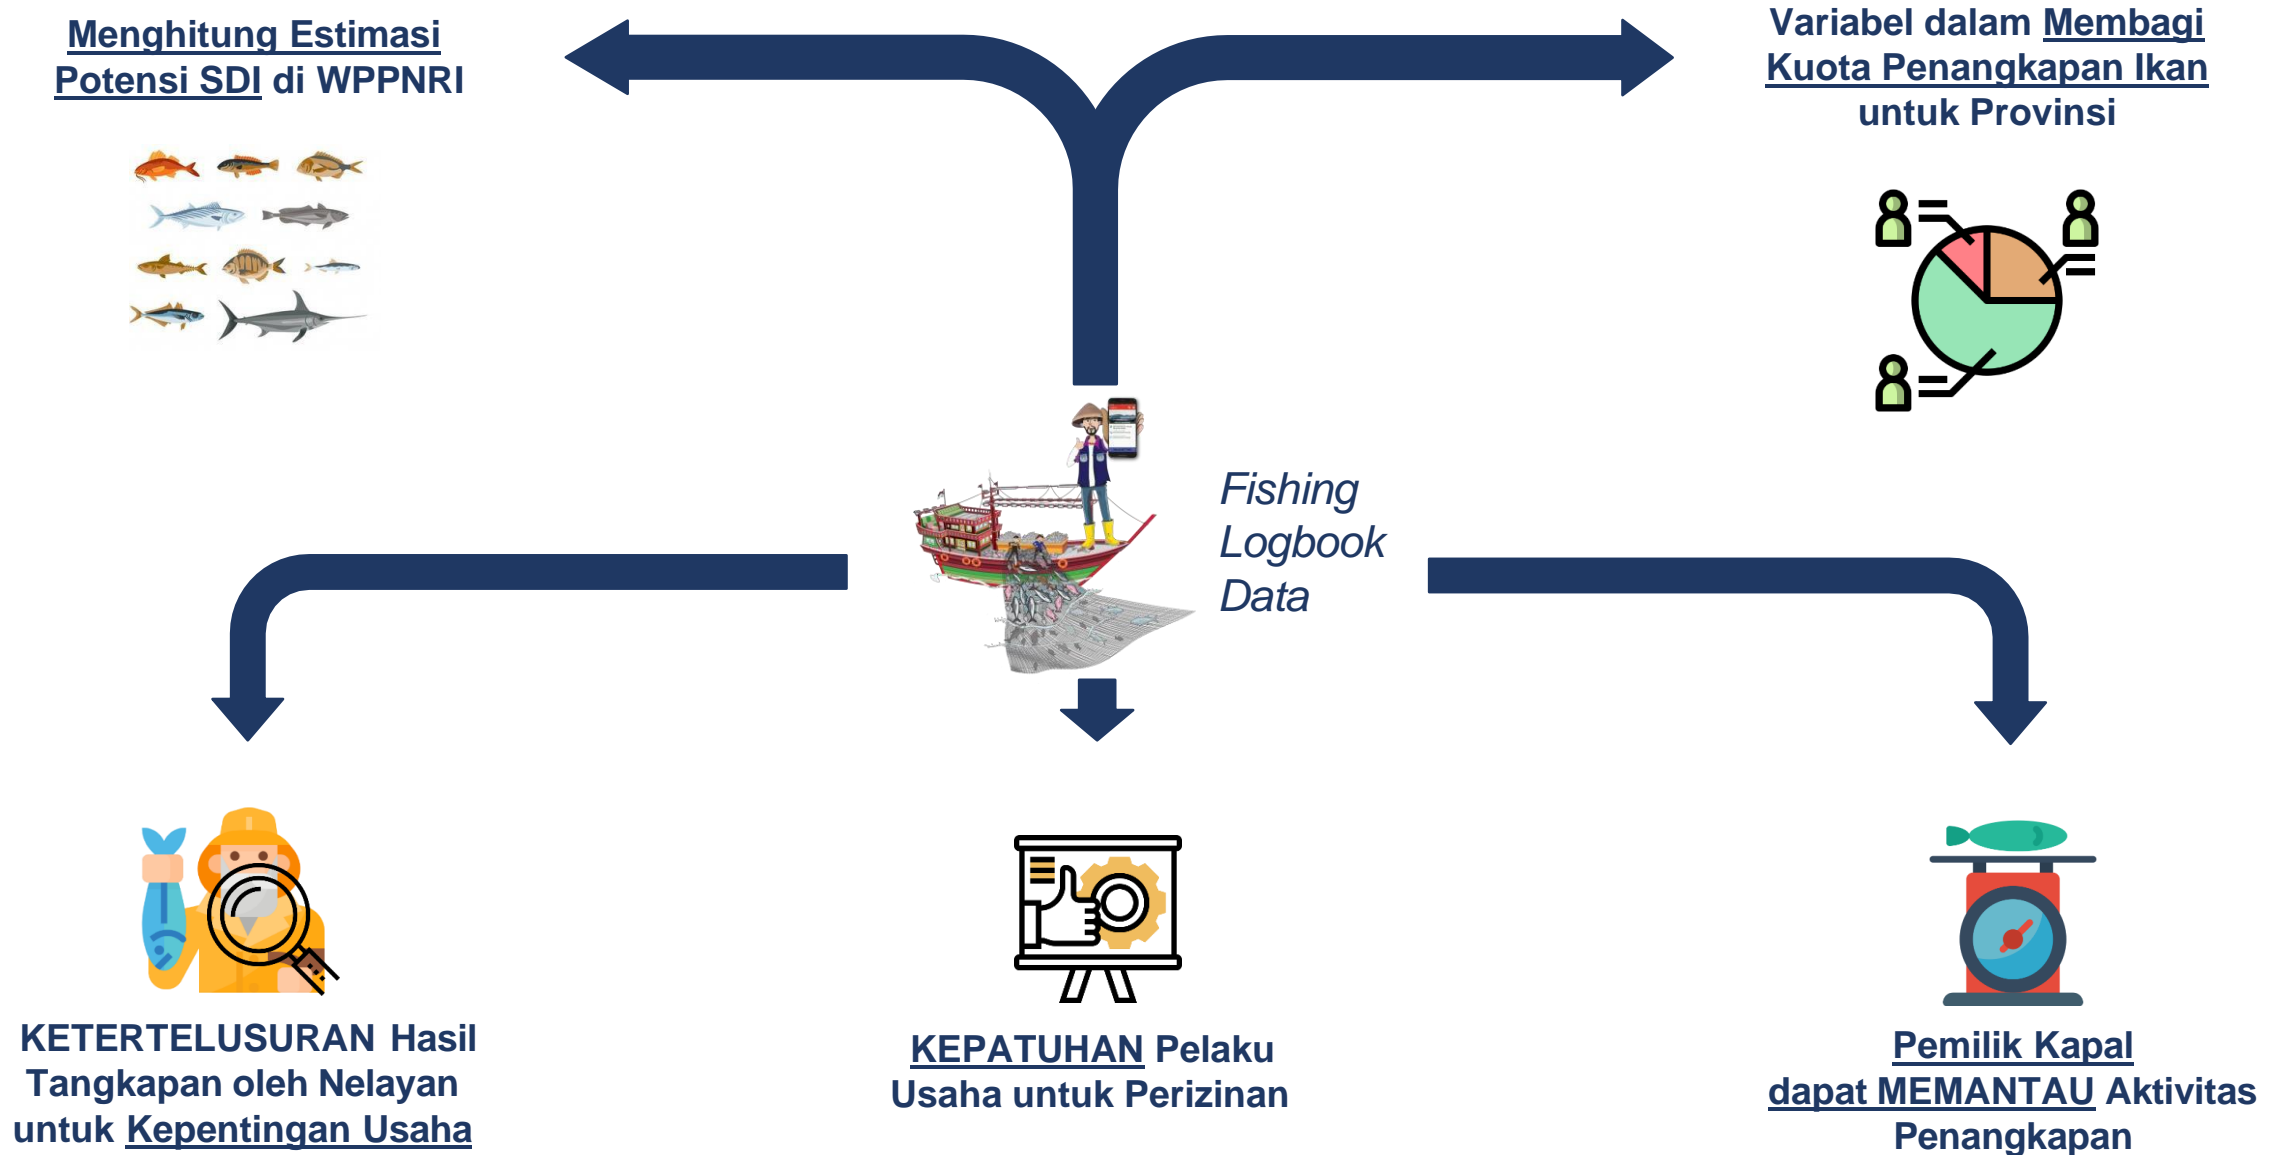 Menghitung Estimasi
Potensi SDI di WPPNRI
Variabel dalam Membagi
Kuota Penangkapan Ikan
untuk Provinsi
Fishing
Logbook
Data
KETERTELUSURAN Hasil
Tangkapan oleh Nelayan
untuk Kepentingan Usaha
KEPATUHAN Pelaku
Usaha untuk Perizinan
Pemilik Kapal
dapat MEMANTAU Aktivitas
Penangkapan